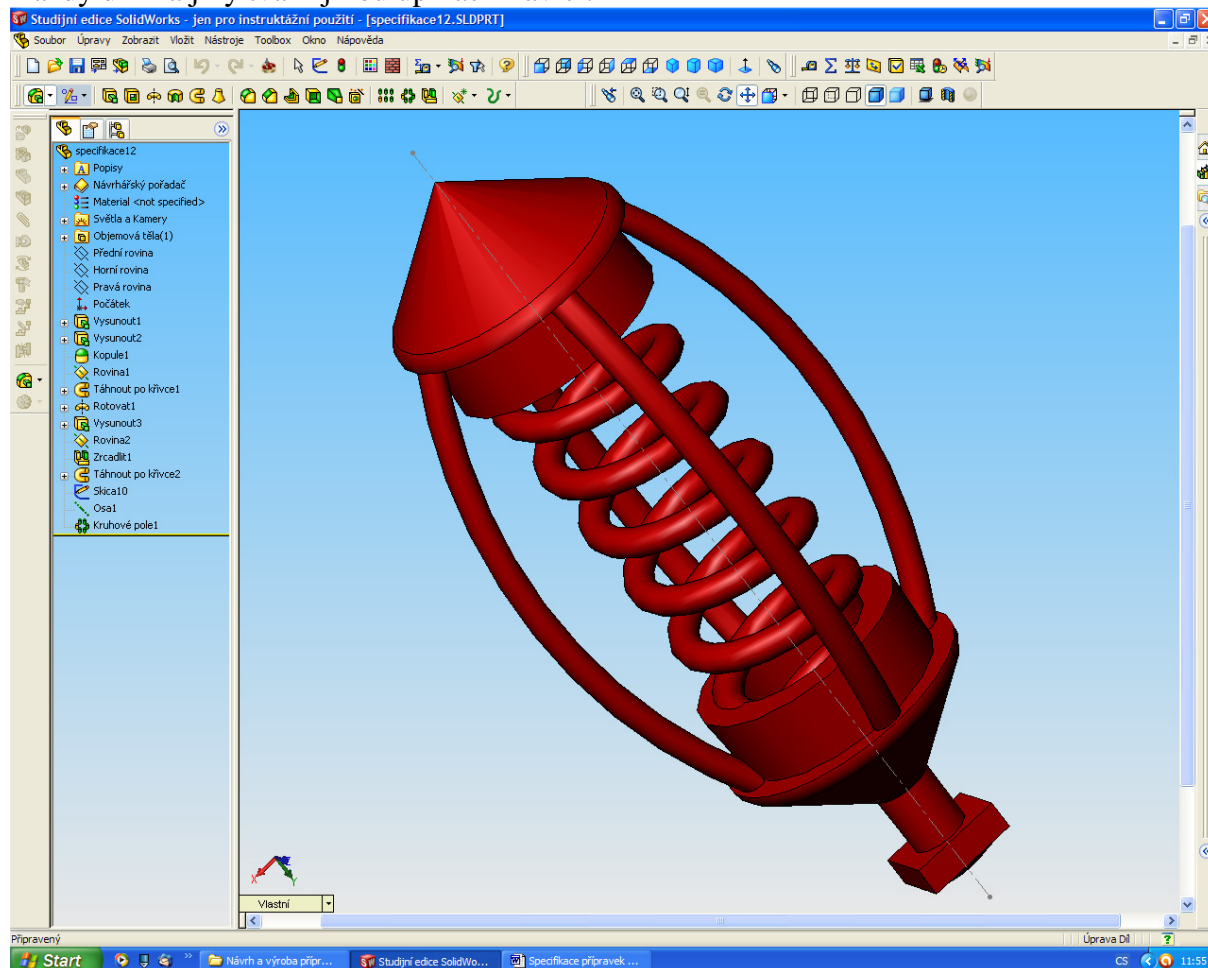 Studijní edice SolidWorks - jen pro instruktážní použití - [specifikace12.SLDPRT]
Soubor Úpravy Zobrazit Vložit Nástroje Toolbox Okno Nápověda
specifikace12
Popisy
Návrhářský pořadač
Material <not specified>
Světla a Kamery
Objemová těla(1)
Přední rovina
Horní rovina
Pravá rovina
Počátek
Vysunout1
Vysunout2
Kopule1
Rovina1
Táhnout po křivce1
Rotovat1
Vysunout3
Rovina2
Zrcadlit1
Táhnout po křivce2
Skica10
Osa1
Kruhové pole1
X
Y
Vlastní
Připravený
Úprava Díl
Start
Návrh a výroba přípr...
Studijní edice SolidWo...
Specifikace přípravek ...
CS
11:55